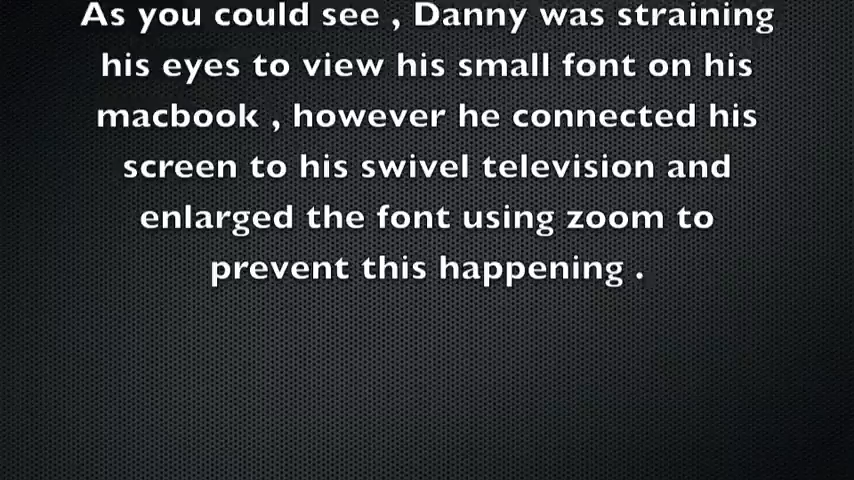 As you could see , Danny was straining
his eyes to view his small font on his
macbook , however he connected his
screen to his swivel television and
enlarged the font using zoom to
prevent this happening .